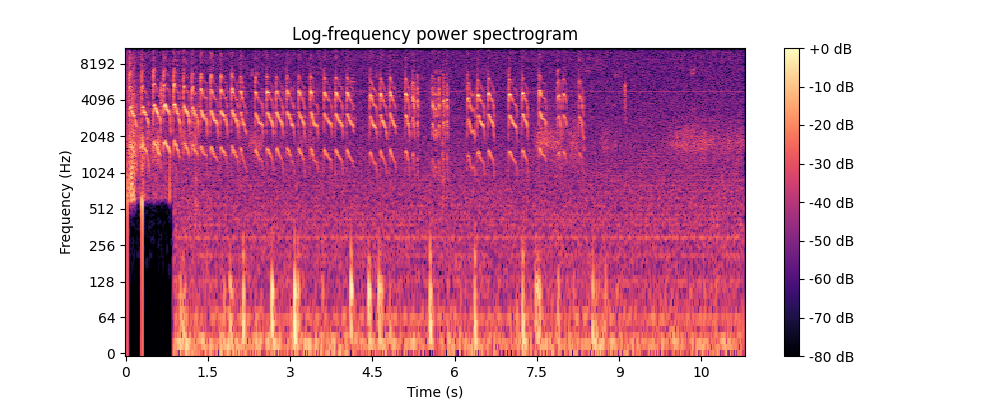 Log-frequency power spectrogram
Frequency (Hz)
8192
4096
2048
1024
512
256
128
64
0
0 1.5 3 4.5 6 7.5 9 10
Time (s)
+0 dB
-10 dB
-20 dB
-30 dB
-40 dB
-50 dB
-60 dB
-70 dB
-80 dB